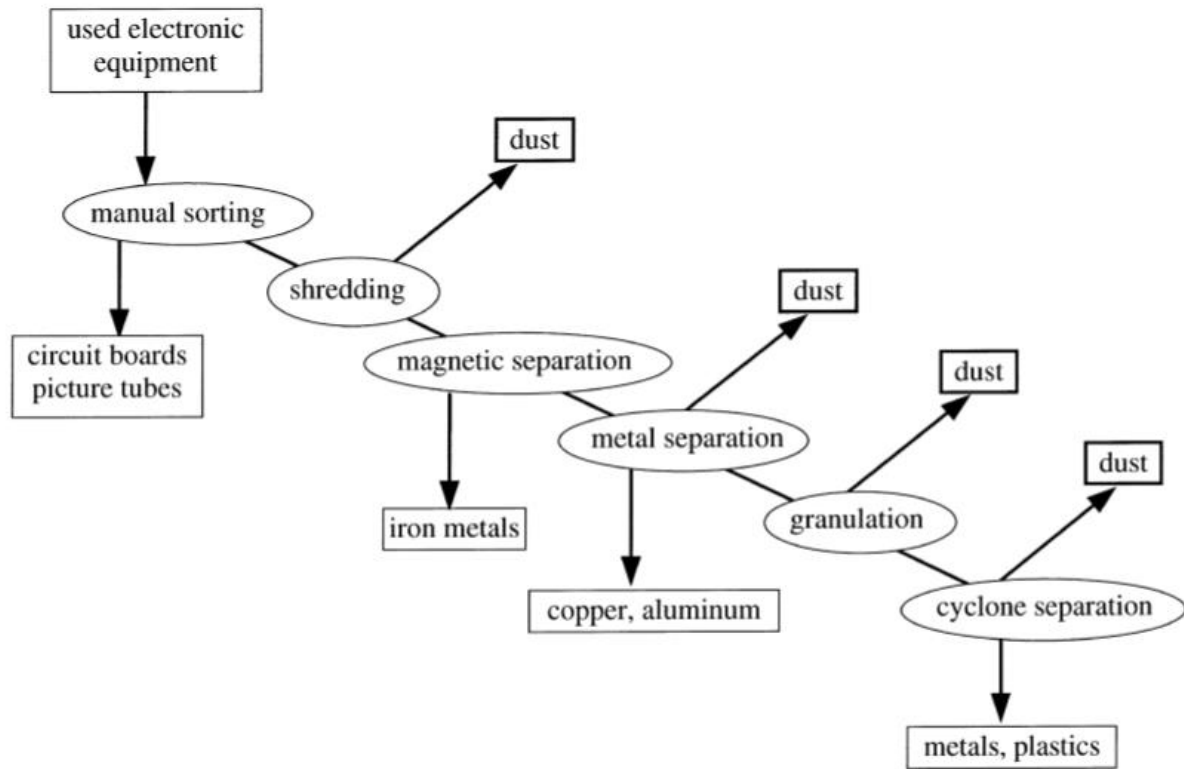 used electronic
equipment
dust
manual sorting
shredding
dust
circuit boards
picture tubes
magnetic separation
dust
metal separation
dust
iron metals
granulation
copper, aluminum
cyclone separation
metals, plastics